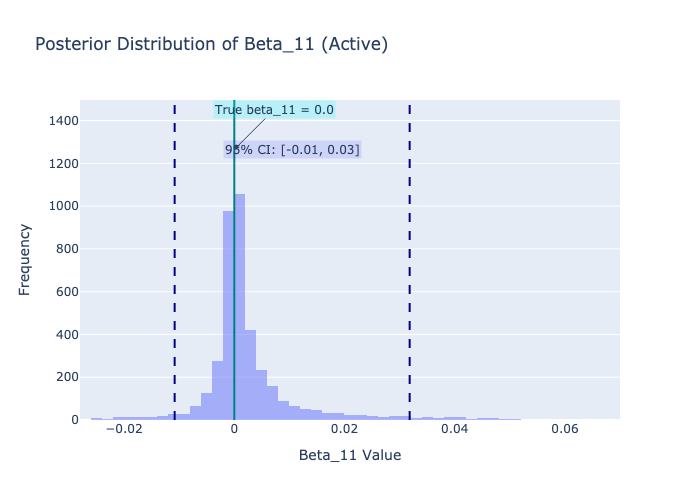 Posterior Distribution of Beta_11 (Active)
True beta_11 = 0.0
95% CI: [-0.01, 0.03]
1400
1200
1000
800
600
400
200
0
Frequency
−0.02
0
0.02
0.04
0.06
Beta_11 Value